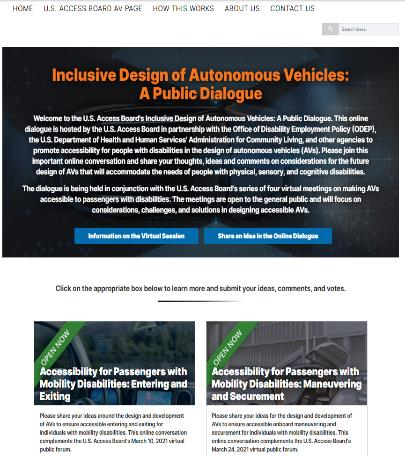 HOME U.S. ACCESS BOARD AV PAGE HOW THIS WORKS ABOUT US CONTACT US
Search Ideas
Inclusive Design of Autonomous Vehicles:
A Public Dialogue
Welcome to the U.S. Access Board's Inclusive Design of Autonomous Vehicles: A Public Dialogue. This online
dialogue is hosted by the U.S. Access Board in partnership with the Office of Disability Employment Policy (ODEP),
the U.S. Department of Health and Human Services' Administration for Community Living, and other agencies to
promote accessibility for people with disabilities in the design of autonomous vehicles (AVs). Please join this
important online conversation and share your thoughts, ideas and comments on considerations for the future
design of AVs that will accommodate the needs of people with physical, sensory, and cognitive disabilities.
The dialogue is being held in conjunction with the U.S. Access Board's series of four virtual meetings on making AVs
accessible to passengers with disabilities. The meetings are open to the general public and will focus on
considerations, challenges, and solutions in designing accessible AVs.
Information on the Virtual Session Share an Idea in the Online Dialogue
Click on the appropriate box below to learn more and submit your ideas, comments, and votes.
OPEN NOW
Accessibility for Passengers with
Mobility Disabilities: Entering and
Exiting
Please share your ideas around the design and development
of AVs to ensure accessible entering and exiting for
individuals with mobility disabilities. This online conversation
complements the U.S. Access Board's March 10, 2021 virtual
public forum.
OPEN NOW
Accessibility for Passengers with
Mobility Disabilities: Maneuvering
and Securement
Please share your ideas for the design and development of
AVs to ensure accessible onboard maneuvering and
securement for individuals with mobility disabilities. This
online conversation complements the U.S. Access Board's
March 24, 2021 virtual public forum.